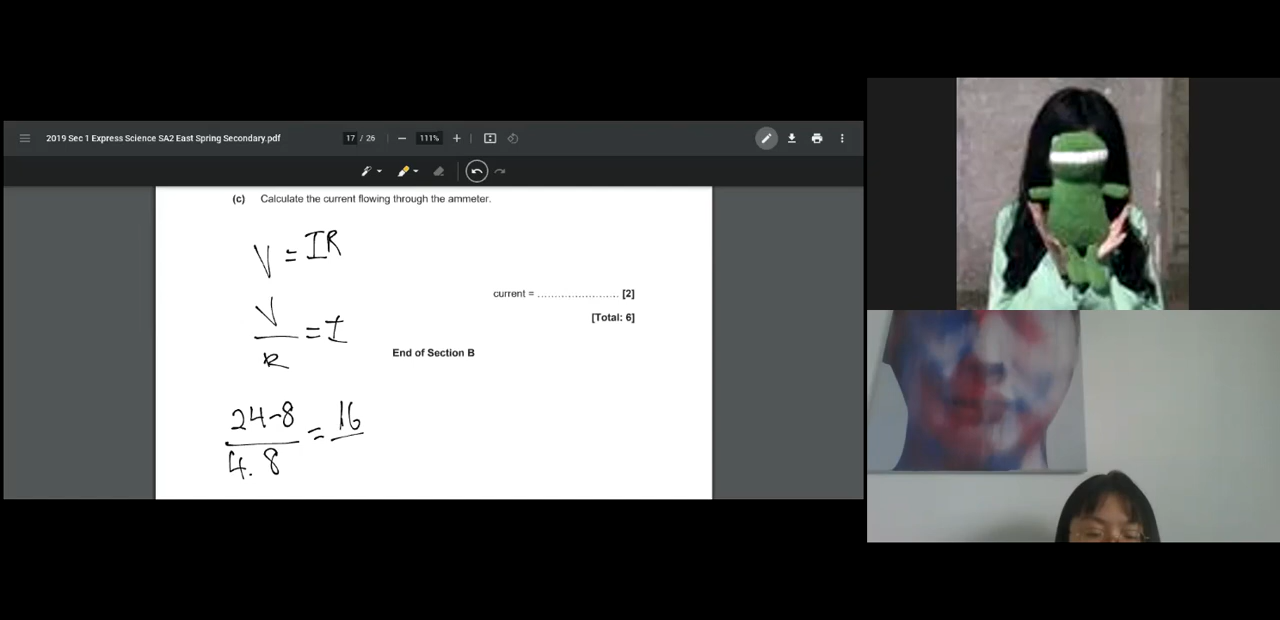 2019 Sec 1 Express Science SA2 East Spring Secondary.pdf 17 / 26 − 111% +
(c) Calculate the current flowing through the ammeter.
V = IR
current = ........................ [2]
[Total: 6]
V/R = I
End of Section B
24-8/4.8 = 16